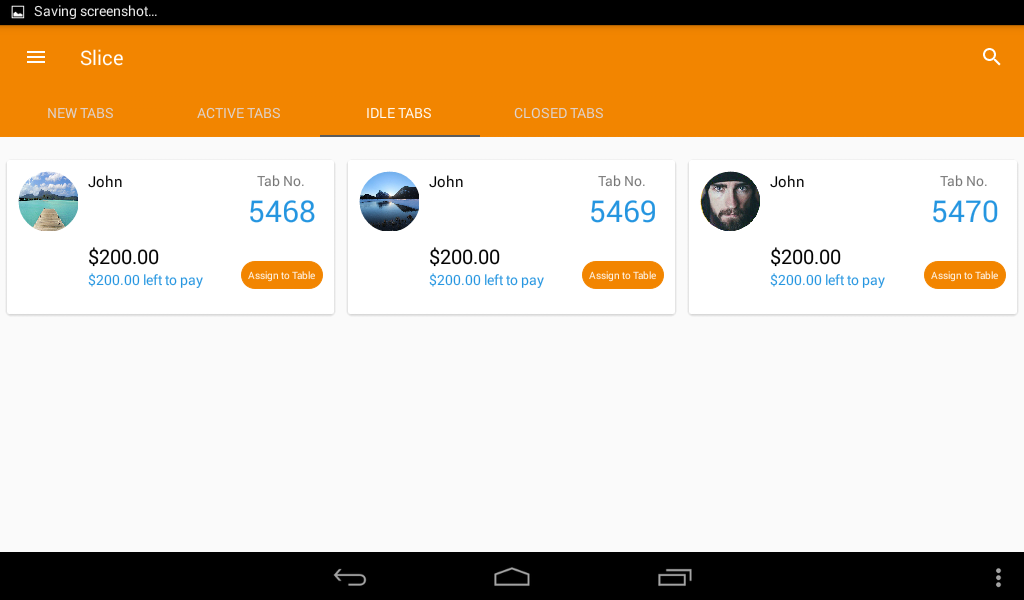 Saving screenshot...
Slice
NEW TABS ACTIVE TABS IDLE TABS CLOSED TABS
John Tab No.
5468
$200.00
$200.00 left to pay Assign to Table
John Tab No.
5469
$200.00
$200.00 left to pay Assign to Table
John Tab No.
5470
$200.00
$200.00 left to pay Assign to Table